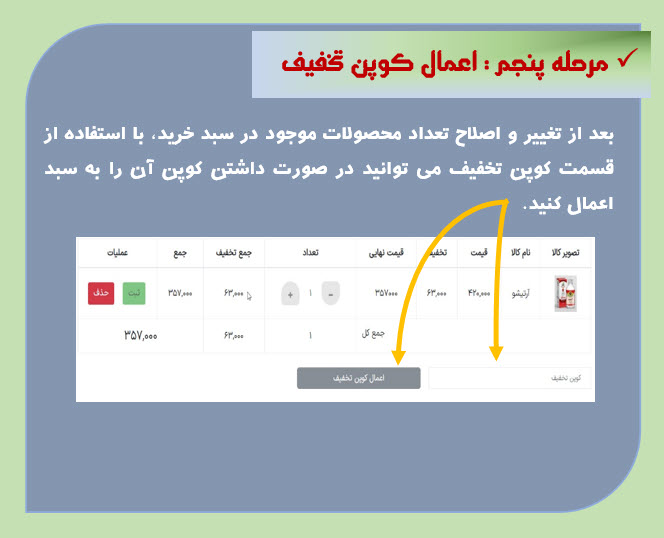 ✓ مرحله پنجم : اعمال کوپن تخفیف
بعد از تغییر و اصلاح تعداد محصولات موجود در سبد خرید، با استفاده از
قسمت کوپن تخفیف می توانید در صورت داشتن کوپن آن را به سبد
اعمال کنید.
تصویر کالا نام کالا قیمت تخفیف قیمت نهایی تعداد جمع تخفیف جمع عملیات
آرتیشو ۴۲۰,۰۰۰ ۶۳,۰۰۰ ۳۵۷۰۰۰ - ۱ + ۶۳,۰۰۰ ۳۵۷,۰۰۰ ثبت حذف
جمع کل ۱ ۶۳,۰۰۰ ۳۵۷,۰۰۰
کوپن تخفیف اعمال کوپن تخفیف